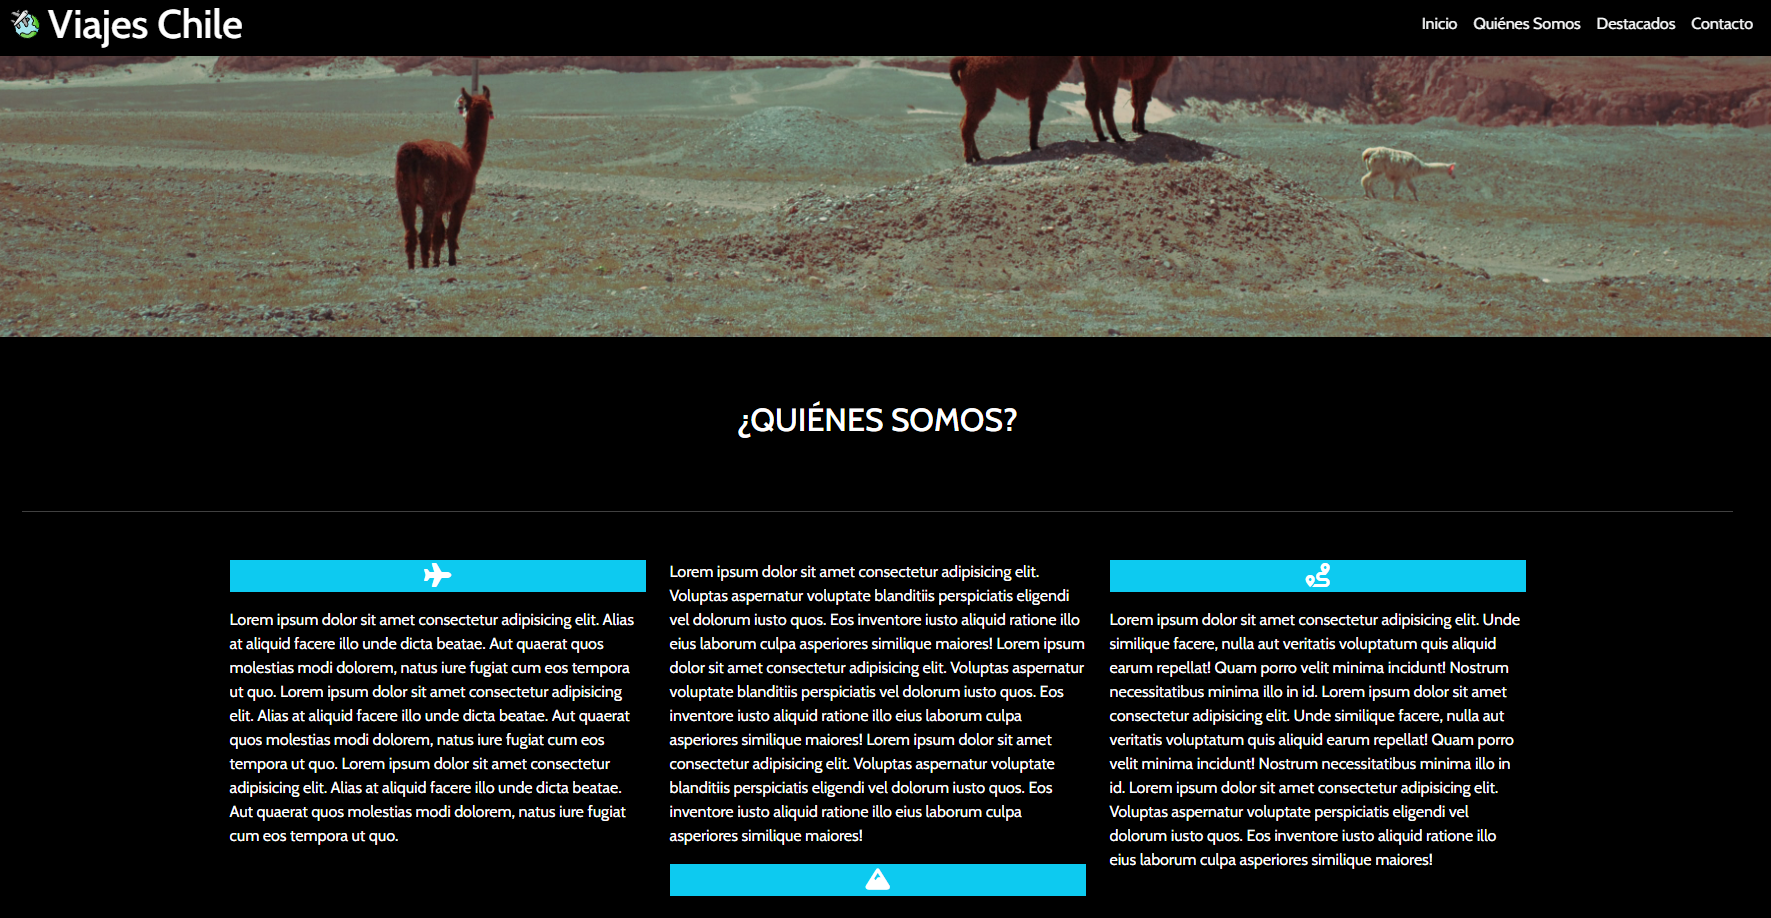 Viajes Chile
Inicio Quiénes Somos Destacados Contacto
¿QUIÉNES SOMOS?
Lorem ipsum dolor sit amet consectetur adipisicing elit. Alias
at aliquid facere illo unde dicta beatae. Aut quaerat quos
molestias modi dolorem, natus iure fugiat cum eos tempora
ut quo. Lorem ipsum dolor sit amet consectetur adipisicing
elit. Alias at aliquid facere illo unde dicta beatae. Aut quaerat
quos molestias modi dolorem, natus iure fugiat cum eos
tempora ut quo. Lorem ipsum dolor sit amet consectetur
adipisicing elit. Alias at aliquid facere illo unde dicta beatae.
Aut quaerat quos molestias modi dolorem, natus iure fugiat
cum eos tempora ut quo.
Lorem ipsum dolor sit amet consectetur adipisicing elit.
Voluptas aspernatur voluptate blanditiis perspiciatis eligendi
vel dolorum iusto quos. Eos inventore iusto aliquid ratione illo
eius laborum culpa asperiores similique maiores! Lorem ipsum
dolor sit amet consectetur adipisicing elit. Voluptas aspernatur
voluptate blanditiis perspiciatis vel dolorum iusto quos. Eos
inventore iusto aliquid ratione illo eius laborum culpa
asperiores similique maiores! Lorem ipsum dolor sit amet
consectetur adipisicing elit. Voluptas aspernatur voluptate
blanditiis perspiciatis eligendi vel dolorum iusto quos. Eos
inventore iusto aliquid ratione illo eius laborum culpa
asperiores similique maiores!
Lorem ipsum dolor sit amet consectetur adipisicing elit. Unde
similique facere, nulla aut veritatis voluptatum quis aliquid
earum repellat! Quam porro velit minima incidunt! Nostrum
necessitatibus minima illo in id. Lorem ipsum dolor sit amet
consectetur adipisicing elit. Unde similique facere, nulla aut
veritatis voluptatum quis aliquid earum repellat! Quam porro
velit minima incidunt! Nostrum necessitatibus minima illo in
id. Lorem ipsum dolor sit amet consectetur adipisicing elit.
Voluptas aspernatur voluptate perspiciatis eligendi vel
dolorum iusto quos. Eos inventore iusto aliquid ratione illo
eius laborum culpa asperiores similique maiores!